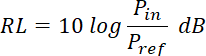 RL = 10 log P_in / P_ref dB